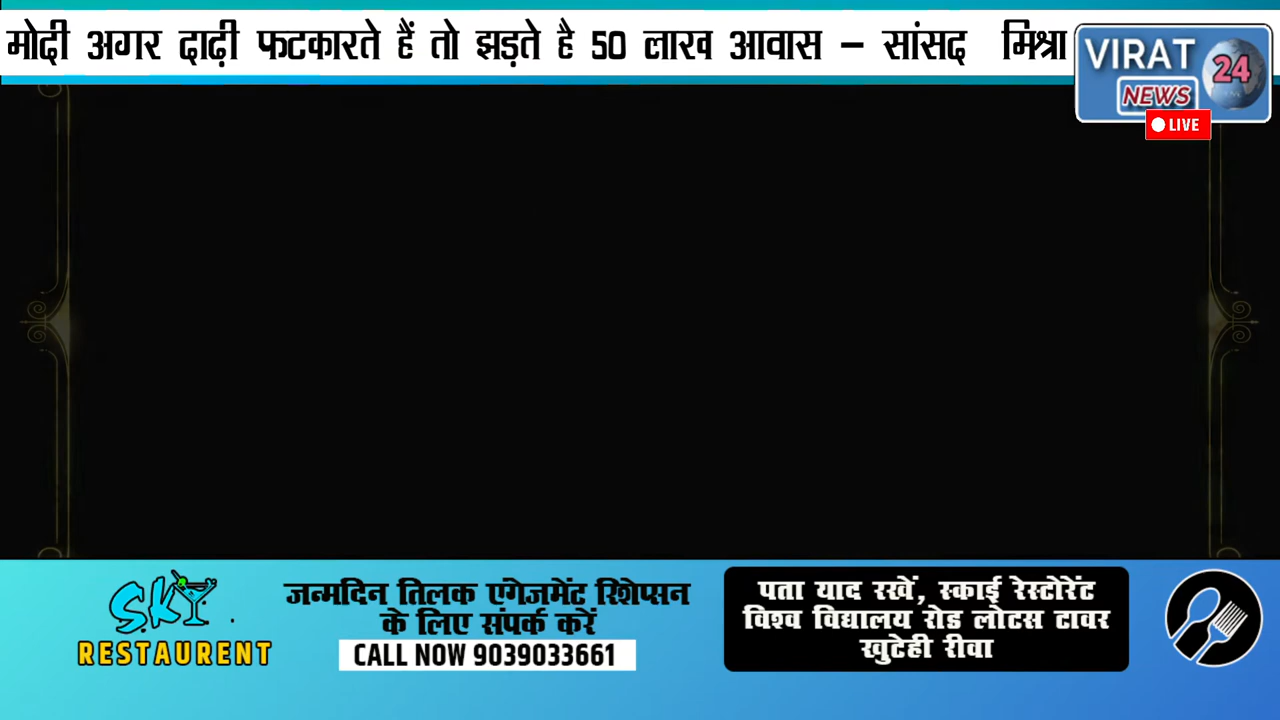 मोदी अगर दाढ़ी फटकारते हैं तो झड़ते है 50 लाख आवास – सांसद मिश्रा
VIRAT
24
NEWS
LIVE
SKY
RESTAURENT
जन्मदिन तिलक एंगेजमेंट रिशेप्सन
के लिए संपर्क करें
CALL NOW 9039033661
पता याद रखें, स्काई रेस्टोरेंट
विश्व विद्यालय रोड लोटस टावर
खुटेही रीवा